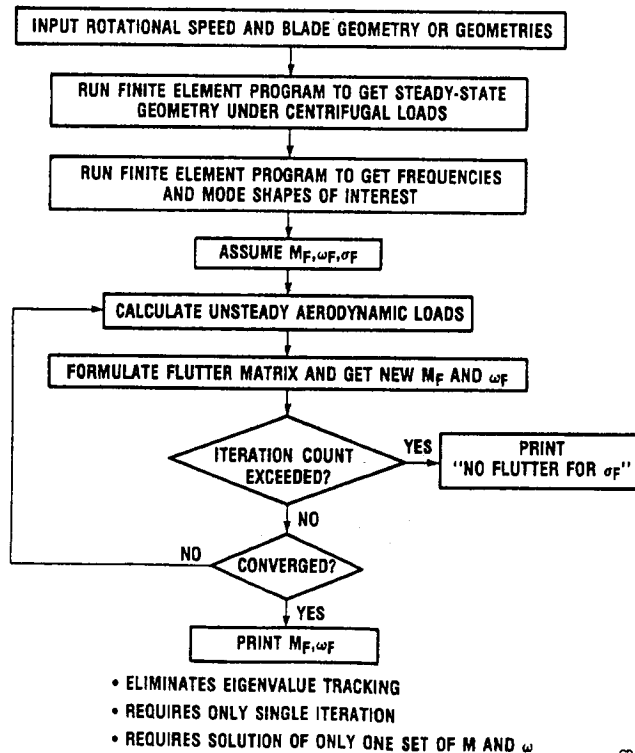 INPUT ROTATIONAL SPEED AND BLADE GEOMETRY OR GEOMETRIES
RUN FINITE ELEMENT PROGRAM TO GET STEADY-STATE
GEOMETRY UNDER CENTRIFUGAL LOADS
RUN FINITE ELEMENT PROGRAM TO GET FREQUENCIES
AND MODE SHAPES OF INTEREST
ASSUME MF,ωF,σF
CALCULATE UNSTEADY AERODYNAMIC LOADS
FORMULATE FLUTTER MATRIX AND GET NEW MF AND ωF
ITERATION COUNT
EXCEEDED?
YES
PRINT
"NO FLUTTER FOR σF"
NO
NO
CONVERGED?
YES
PRINT MF,ωF
• ELIMINATES EIGENVALUE TRACKING
• REQUIRES ONLY SINGLE ITERATION
• REQUIRES SOLUTION OF ONLY ONE SET OF M AND ω